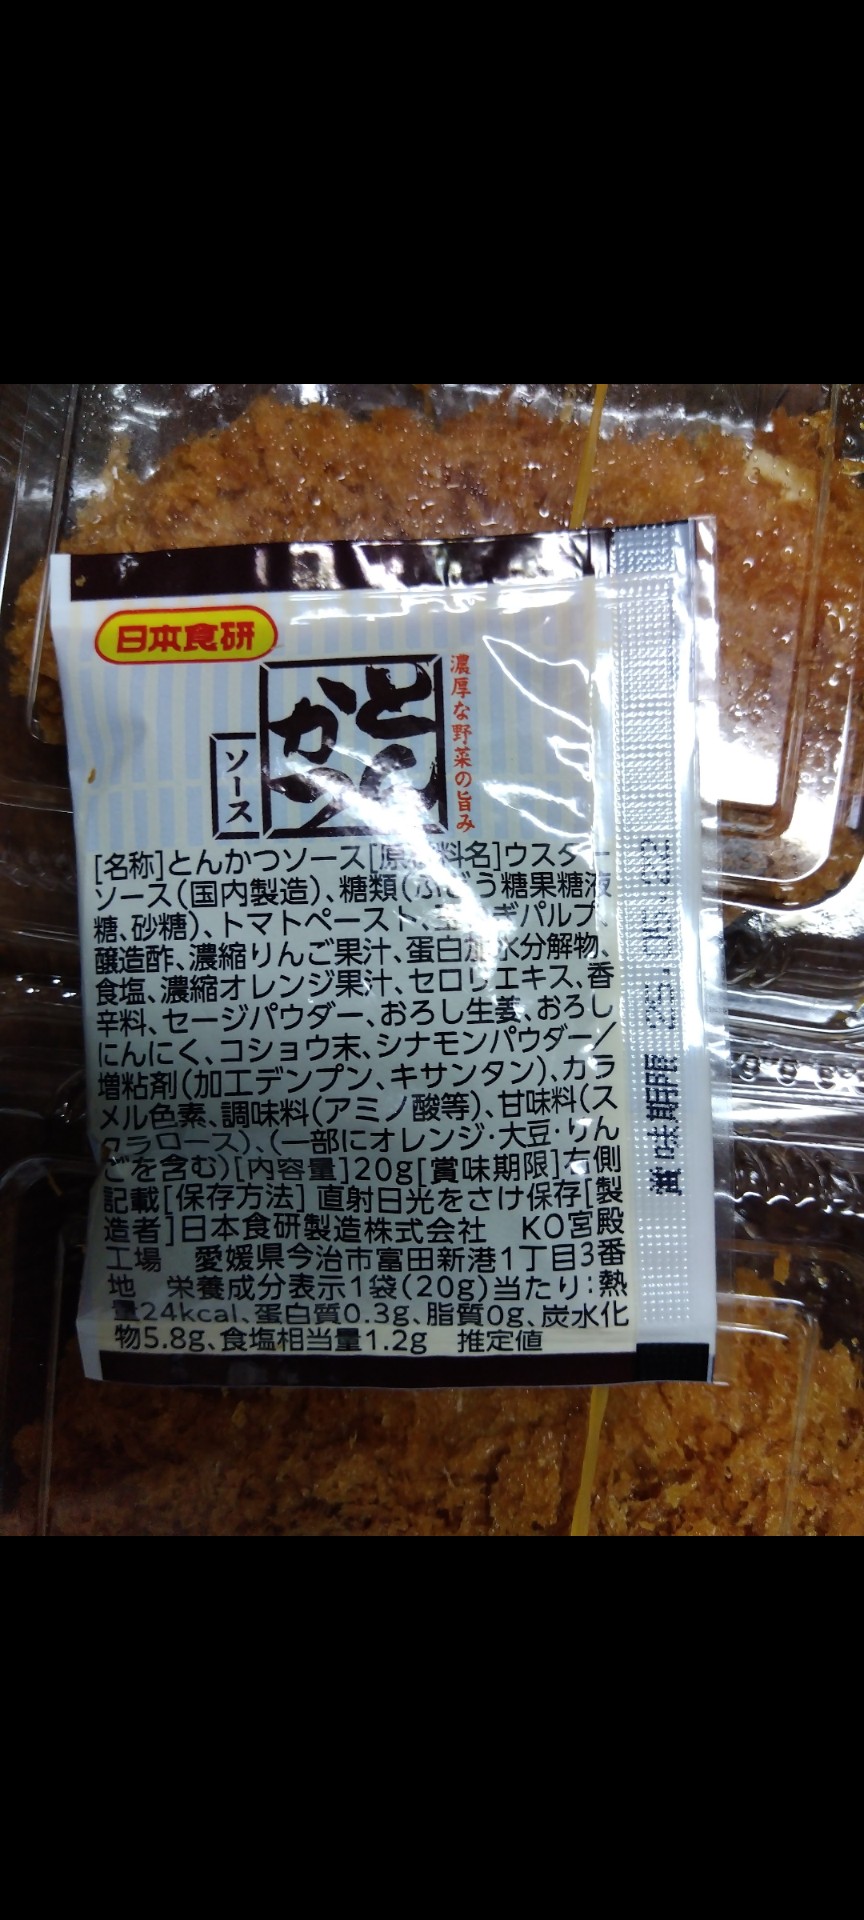 日本食研
濃厚な野菜の旨み
とんかつ
ソース
[名称]とんかつソース[原 料名]ウスター
ソース(国内製造)、糖類(ぶどう糖果糖液
糖、砂糖)、トマトペースト、 ぎパルプ、
醸造酢、濃縮りんご果汁、蛋白加水分解物、
食塩、濃縮オレンジ果汁、セロリエキス、香
辛料、セージパウダー、おろし生姜、おろし
にんにく、コショウ末、シナモンパウダー/
増粘剤(加工デンプン、キサンタン)、カラ
メル色素、調味料(アミノ酸等)、甘味料(ス
クラロース)、(一部にオレンジ・大豆・りん
ごを含む)[内容量]20g[賞味期限]右側
記載[保存方法]直射日光をさけ保存[製
造者]日本食研製造株式会社 KO宮殿
工場 愛媛県今治市富田新港1丁目3番
地 栄養成分表示1袋(20g)当たり:熱
量24kcal、蛋白質0.3g、脂質0g、炭水化
物5.8g、食塩相当量1.2g 推定値
賞味期限